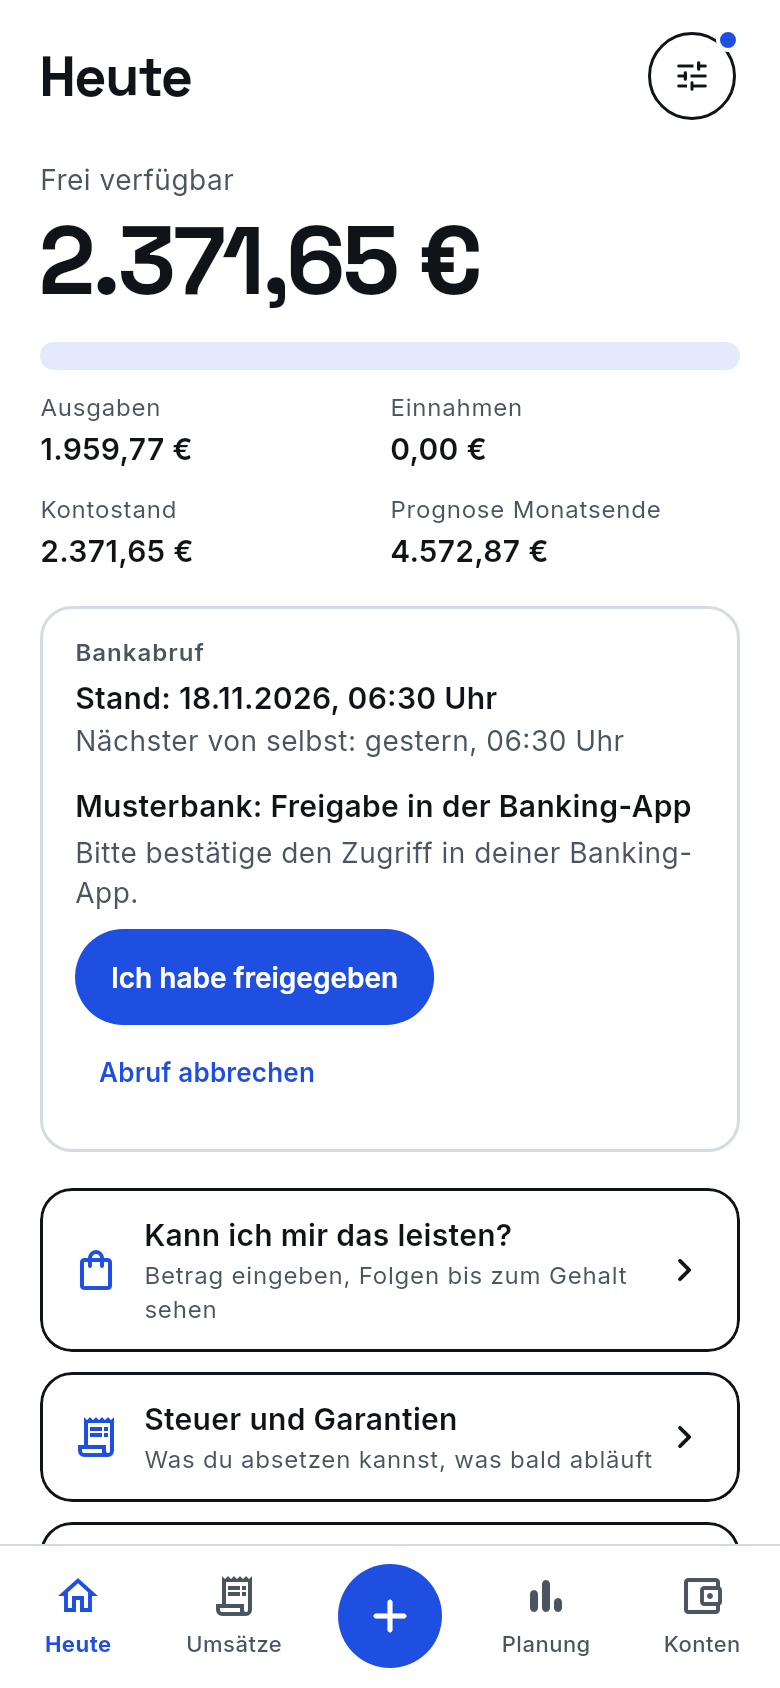 Heute
Frei verfügbar
2.371,65 €
Ausgaben
Einnahmen
1.959,77 €
0,00 €
Kontostand
Prognose Monatsende
2.371,65 €
4.572,87 €
Bankabruf
Stand: 18.11.2026, 06:30 Uhr
Nächster von selbst: gestern, 06:30 Uhr
Musterbank: Freigabe in der Banking-App
Bitte bestätige den Zugriff in deiner Banking-
App.
Ich habe freigegeben
Abruf abbrechen
Kann ich mir das leisten?
Betrag eingeben, Folgen bis zum Gehalt
sehen
Steuer und Garantien
Was du absetzen kannst, was bald abläuft
Heute
Umsätze
Planung
Konten